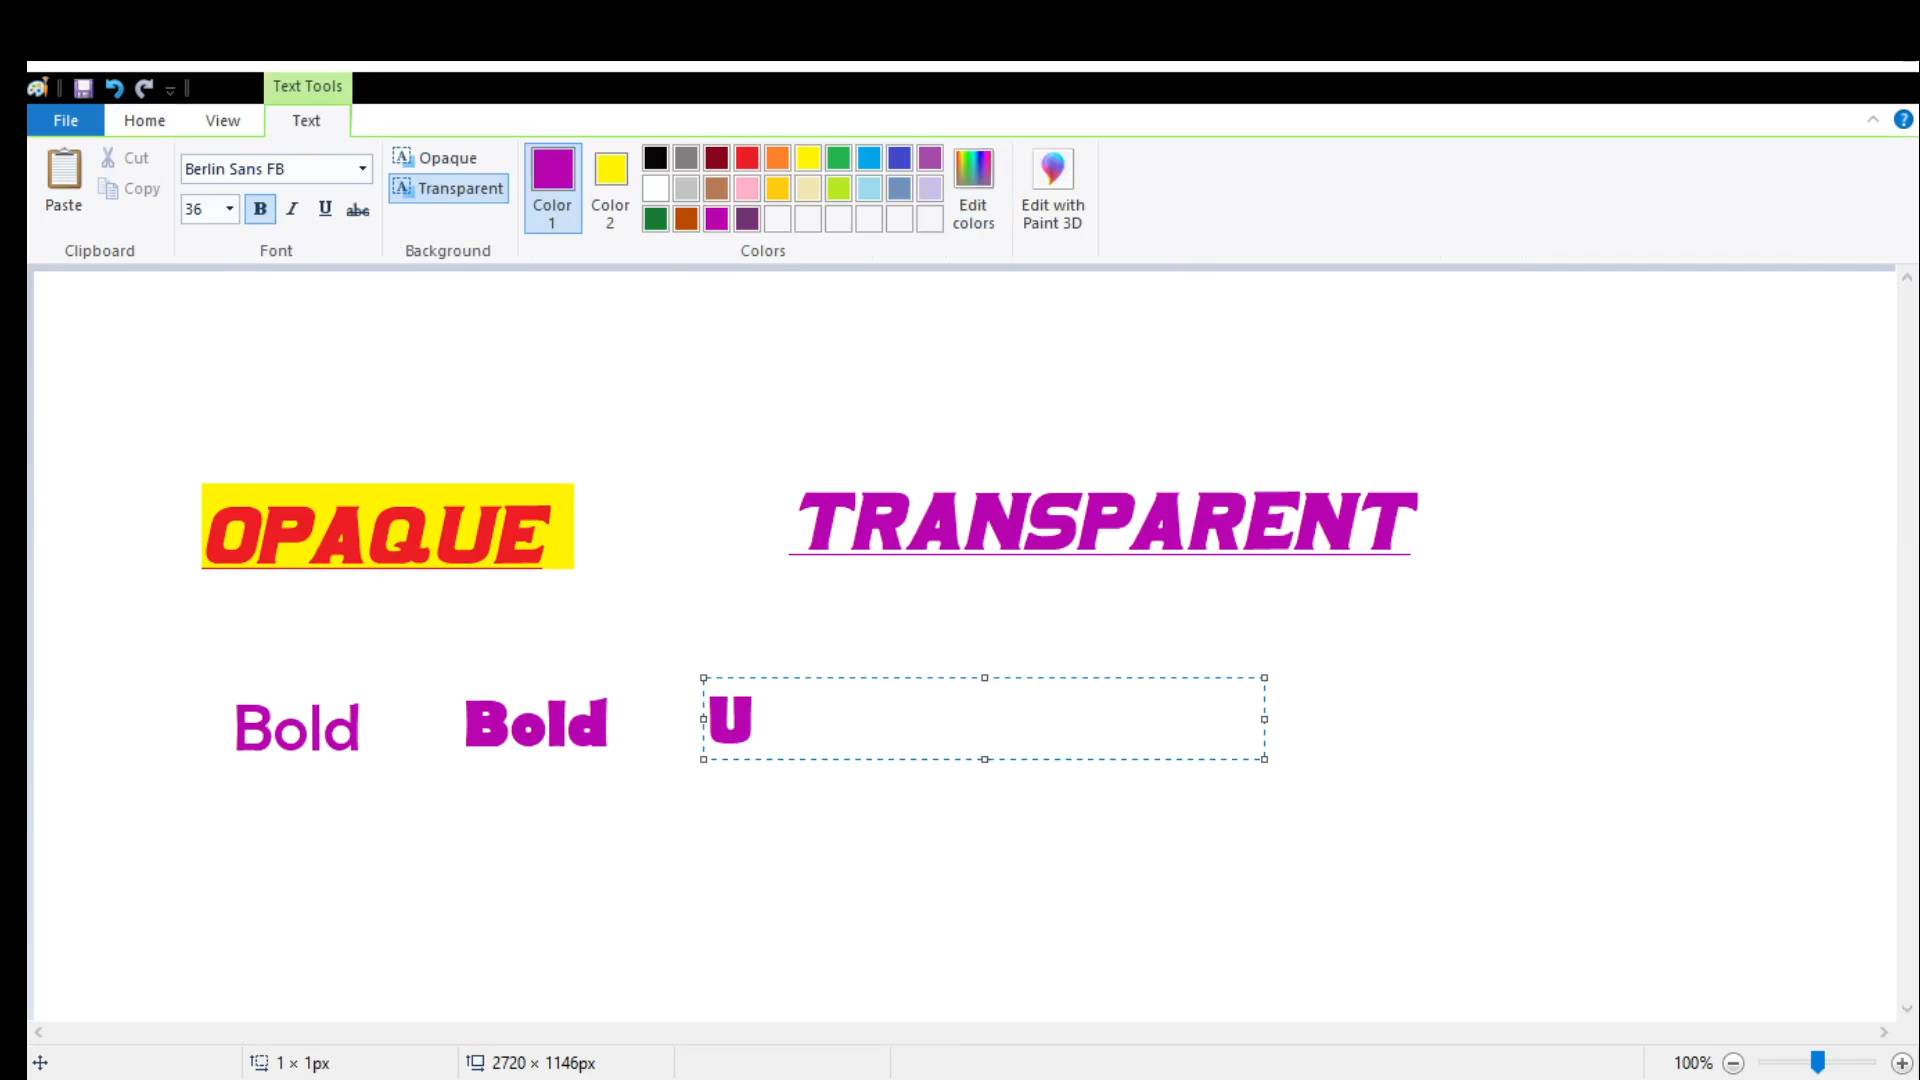 Text Tools
File Home View Text
Paste Cut Copy Clipboard
Berlin Sans FB
36 B I U abc
Font
Opaque
Transparent
Background
Color 1 Color 2
Colors
Edit colors
Edit with Paint 3D
OPAQUE TRANSPARENT
Bold Bold U
1 × 1px 2720 × 1146px 100%